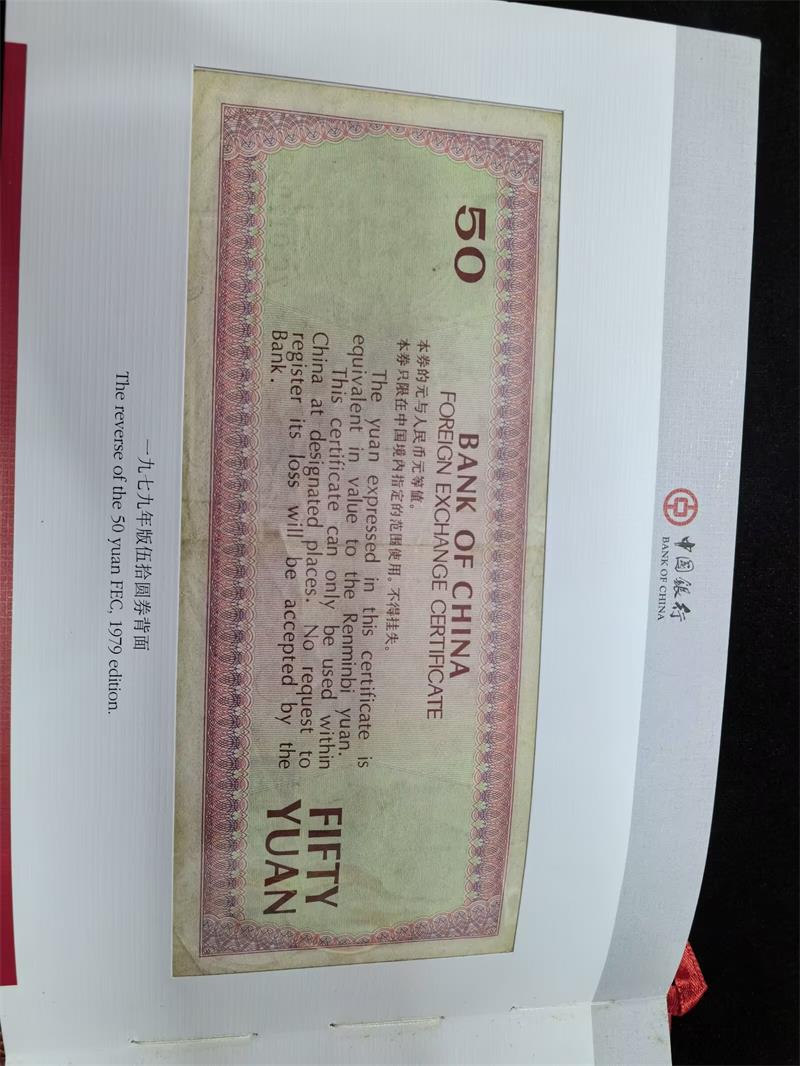 中国银行
BANK OF CHINA
50
BANK OF CHINA
FOREIGN EXCHANGE CERTIFICATE
本券的元与人民币元等值。
本券只限在中国境内指定的范围使用。不得挂失。
The yuan expressed in this certificate is
equivalent in value to the Renminbi yuan.
This certificate can only be used within
China at designated places. No request to
register its loss will be accepted by the
Bank.
FIFTY
YUAN
一九七九年版伍拾圆券背面
The reverse of the 50 yuan FEC, 1979 edition.